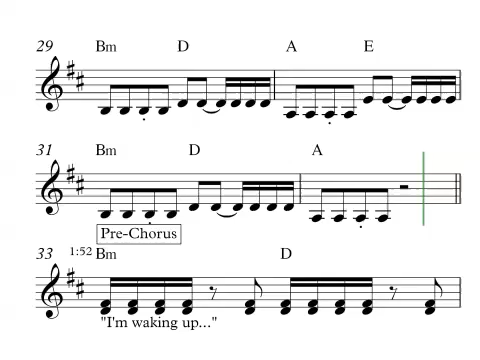 29 Bm D A E
31 Bm D A
Pre-Chorus
33 1:52 Bm D
"I'm waking up..."